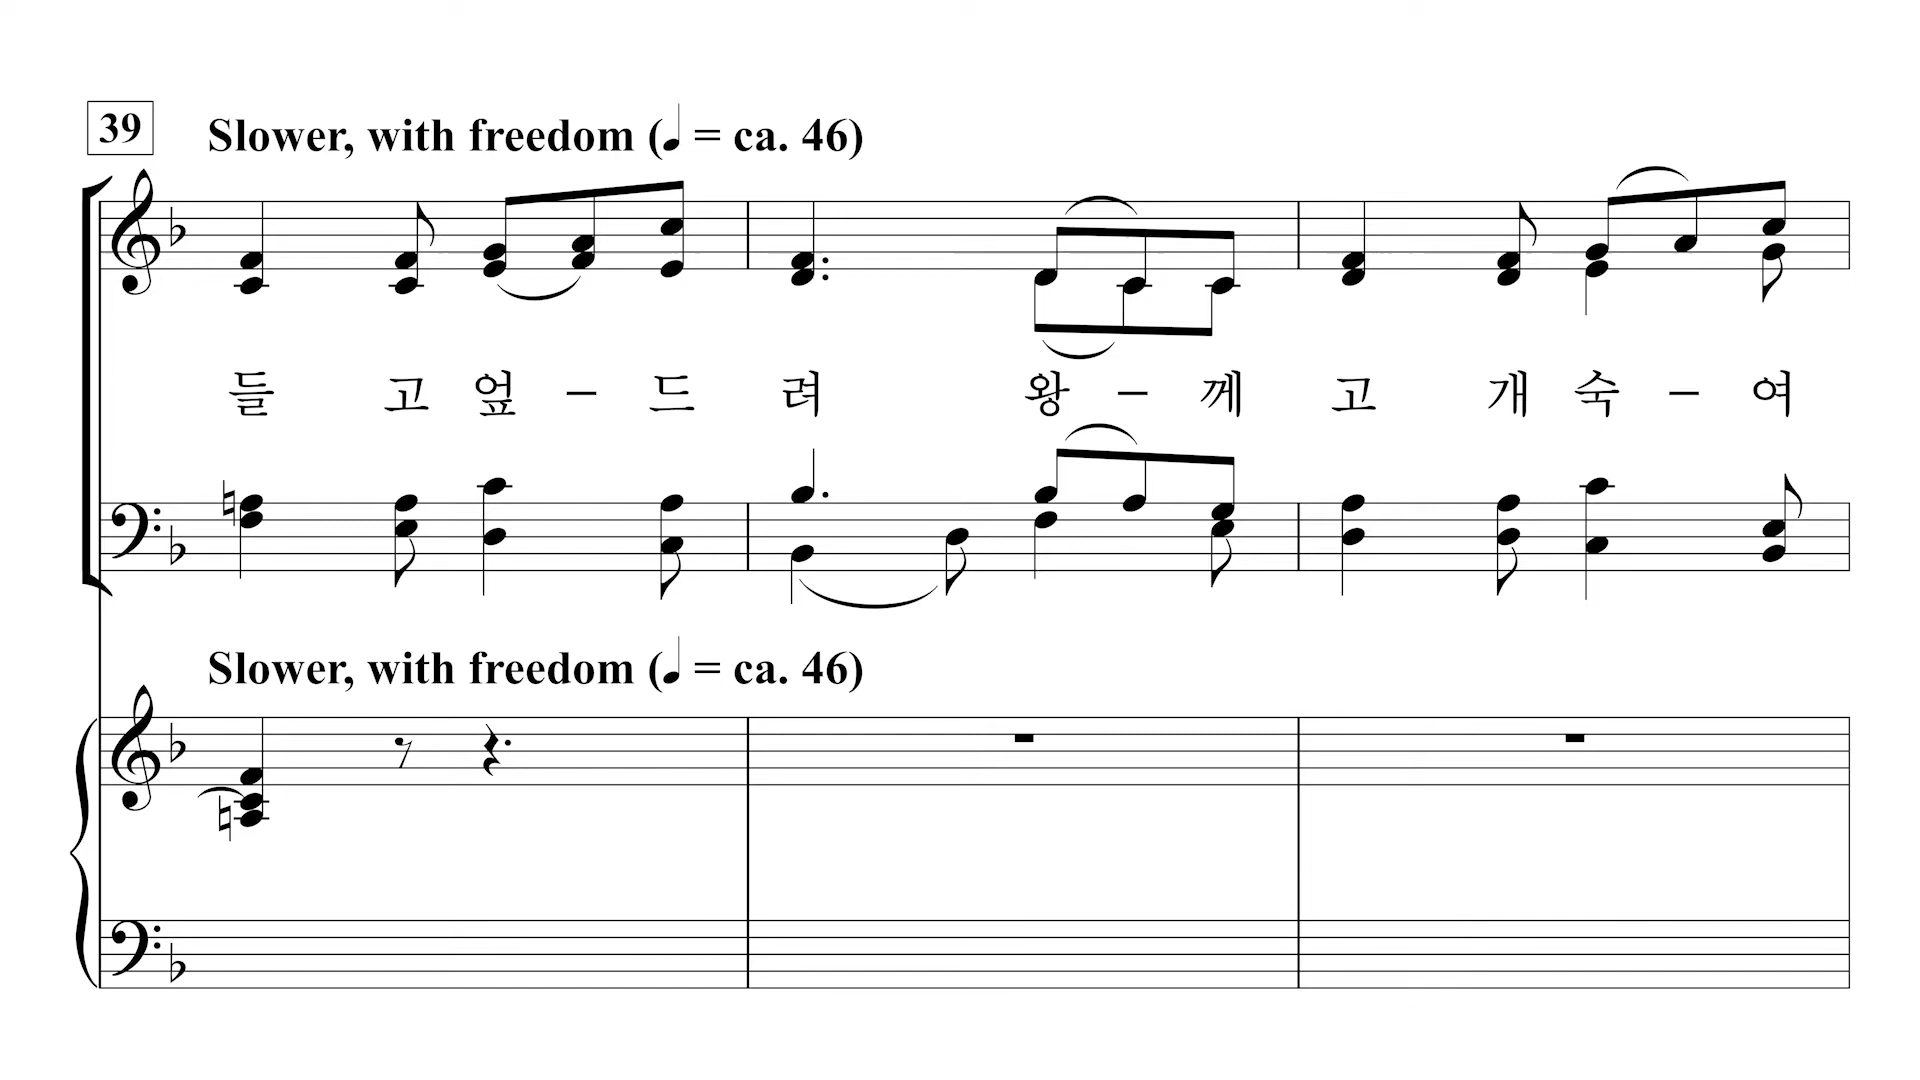 39
Slower, with freedom (♩ = ca. 46)
들 고 엎 – 드 려 왕 – 께 고 개 숙 – 여
Slower, with freedom (♩ = ca. 46)